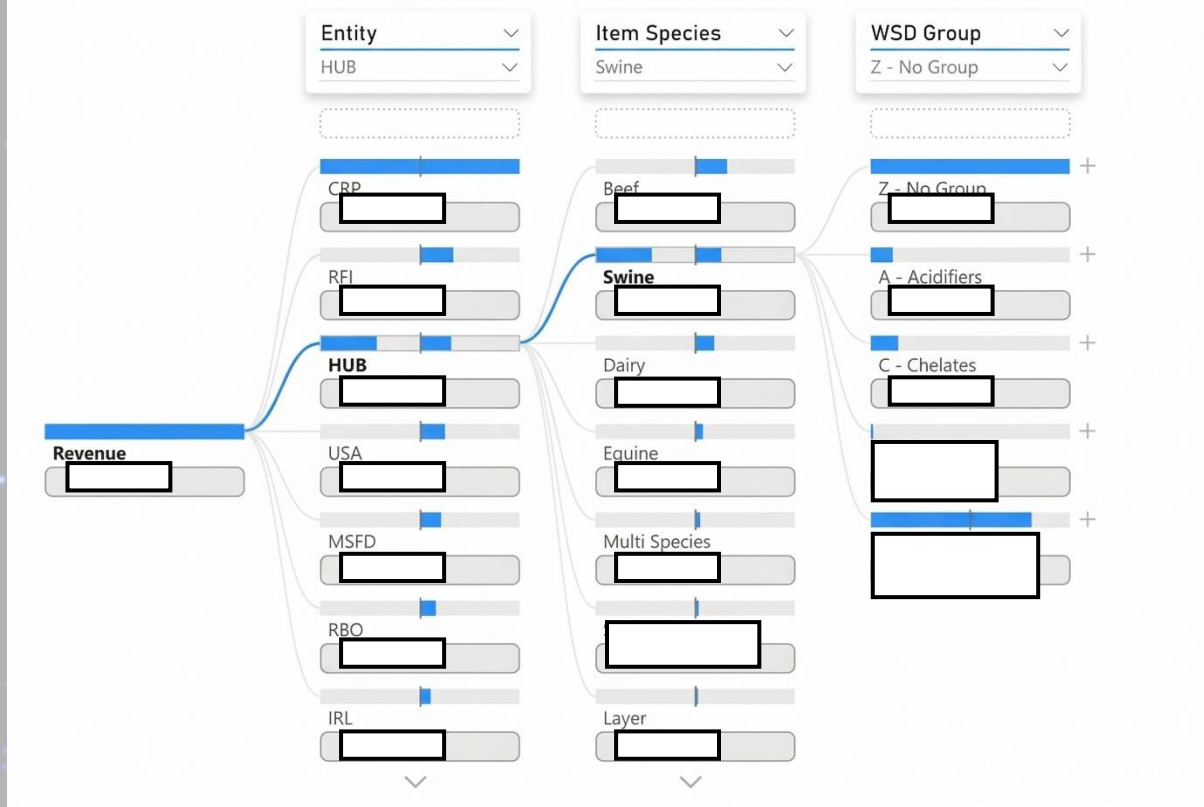 Entity
HUB
Item Species
Swine
WSD Group
Z - No Group
CRP
RFI
HUB
USA
MSFD
RBO
IRL
Beef
Swine
Dairy
Equine
Multi Species
Layer
Z - No Group
A - Acidifiers
C - Chelates
Revenue